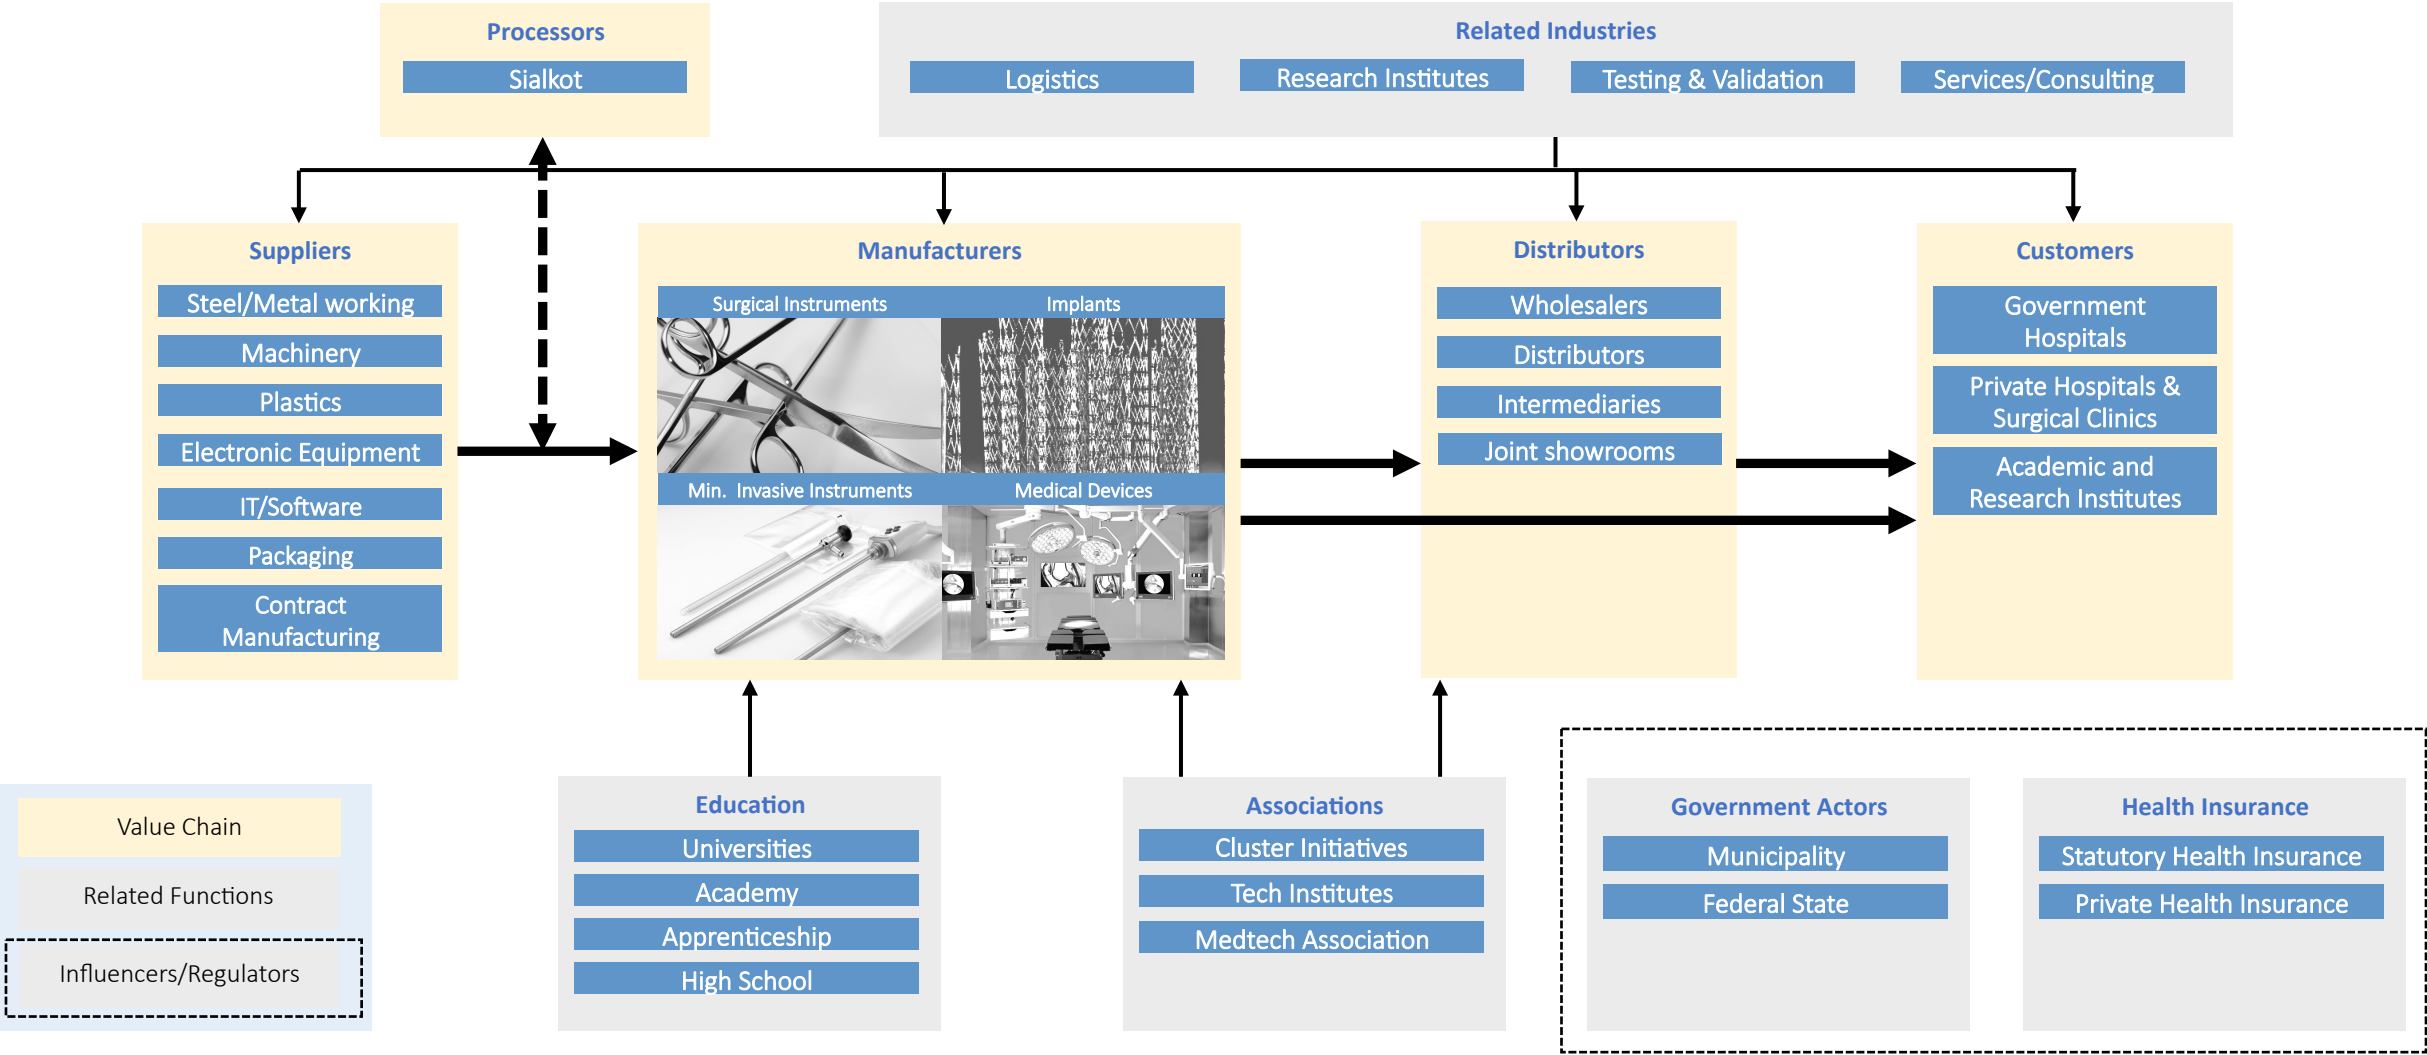 Processors
Sialkot
Related Industries
Logistics
Research Institutes
Testing & Validation
Services/Consulting
Suppliers
Steel/Metal working
Machinery
Plastics
Electronic Equipment
IT/Software
Packaging
Contract
Manufacturing
Manufacturers
Surgical Instruments
Implants
Min. Invasive Instruments
Medical Devices
Distributors
Wholesalers
Distributors
Intermediaries
Joint showrooms
Customers
Government
Hospitals
Private Hospitals &
Surgical Clinics
Academic and
Research Institutes
Value Chain
Related Functions
Influencers/Regulators
Education
Universities
Academy
Apprenticeship
High School
Associations
Cluster Initiatives
Tech Institutes
Medtech Association
Government Actors
Municipality
Federal State
Health Insurance
Statutory Health Insurance
Private Health Insurance